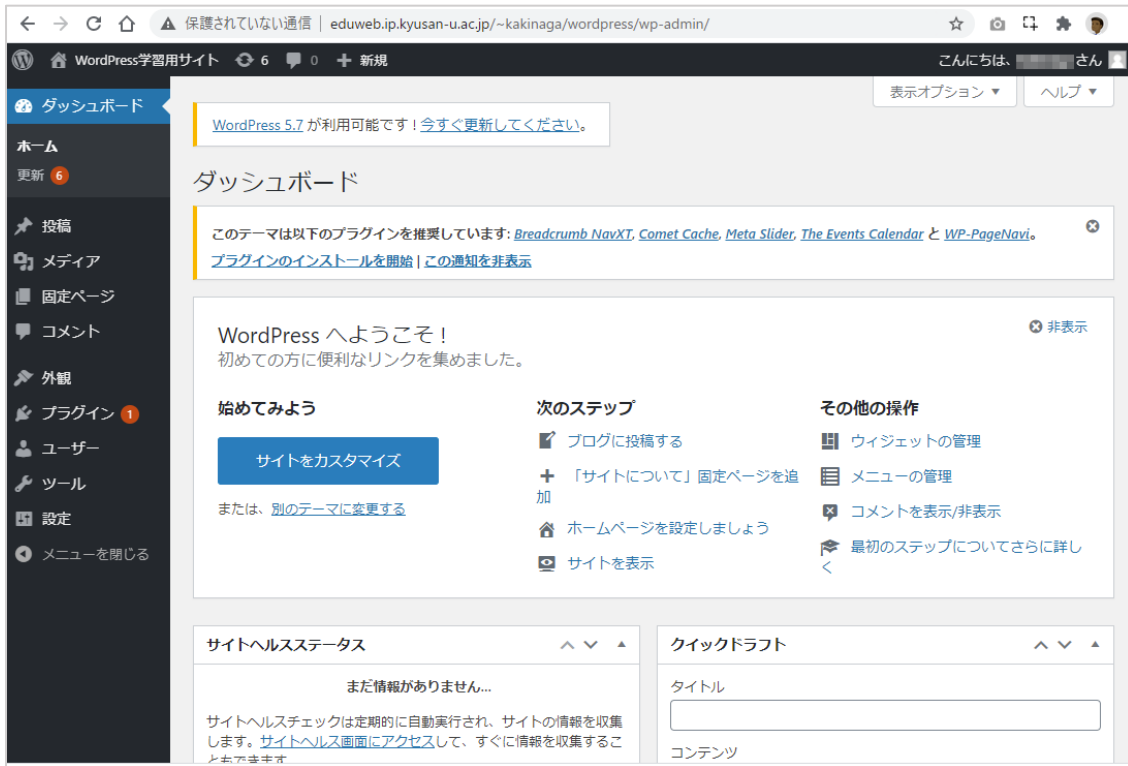 保護されていない通信 | eduweb.ip.kyusan-u.ac.jp/~kakinaga/wordpress/wp-admin/
WordPress学習用サイト 6 0 新規 こんにちは、 さん
表示オプション ▼ ヘルプ ▼
ダッシュボード
ホーム
更新 6
投稿
メディア
固定ページ
コメント
外観
プラグイン 1
ユーザー
ツール
設定
メニューを閉じる
WordPress 5.7 が利用可能です ! 今すぐ更新してください。
ダッシュボード
このテーマは以下のプラグインを推奨しています: Breadcrumb NavXT, Comet Cache, Meta Slider, The Events Calendar と WP-PageNavi。
プラグインのインストールを開始 | この通知を非表示
WordPress へようこそ !
非表示
初めての方に便利なリンクを集めました。
始めてみよう
サイトをカスタマイズ
または、別のテーマに変更する
次のステップ
ブログに投稿する
「サイトについて」固定ページを追
加
ホームページを設定しましょう
サイトを表示
その他の操作
ウィジェットの管理
メニューの管理
コメントを表示/非表示
最初のステップについてさらに詳し
く
サイトヘルスステータス
まだ情報がありません...
サイトヘルスチェックは定期的に自動実行され、サイトの情報を収集
します。サイトヘルス画面にアクセスして、すぐに情報を収集するこ
ともできます
クイックドラフト
タイトル
コンテンツ